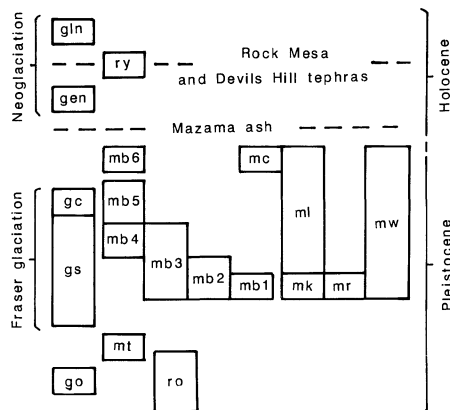 gln
Rock Mesa
ry
and Devils Hill tephras
gen
Mazama ash
mb6
mc
gc
mb5
ml
mw
mb4
gs
mb3
mb2
mb1
mk
mr
mt
go
ro
Neoglaciation
Fraser glaciation
Holocene
Pleistocene